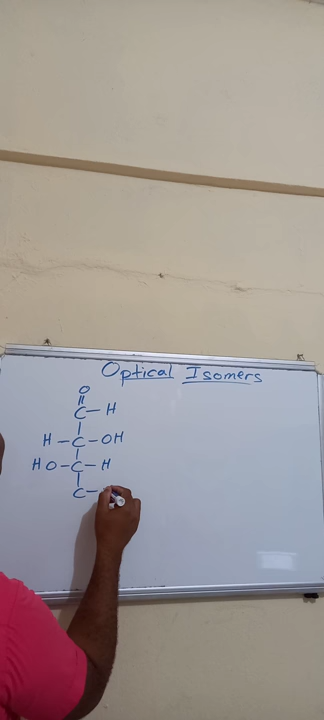 Optical Isomers
O
C—H
H—C—OH
HO—C—H
C—